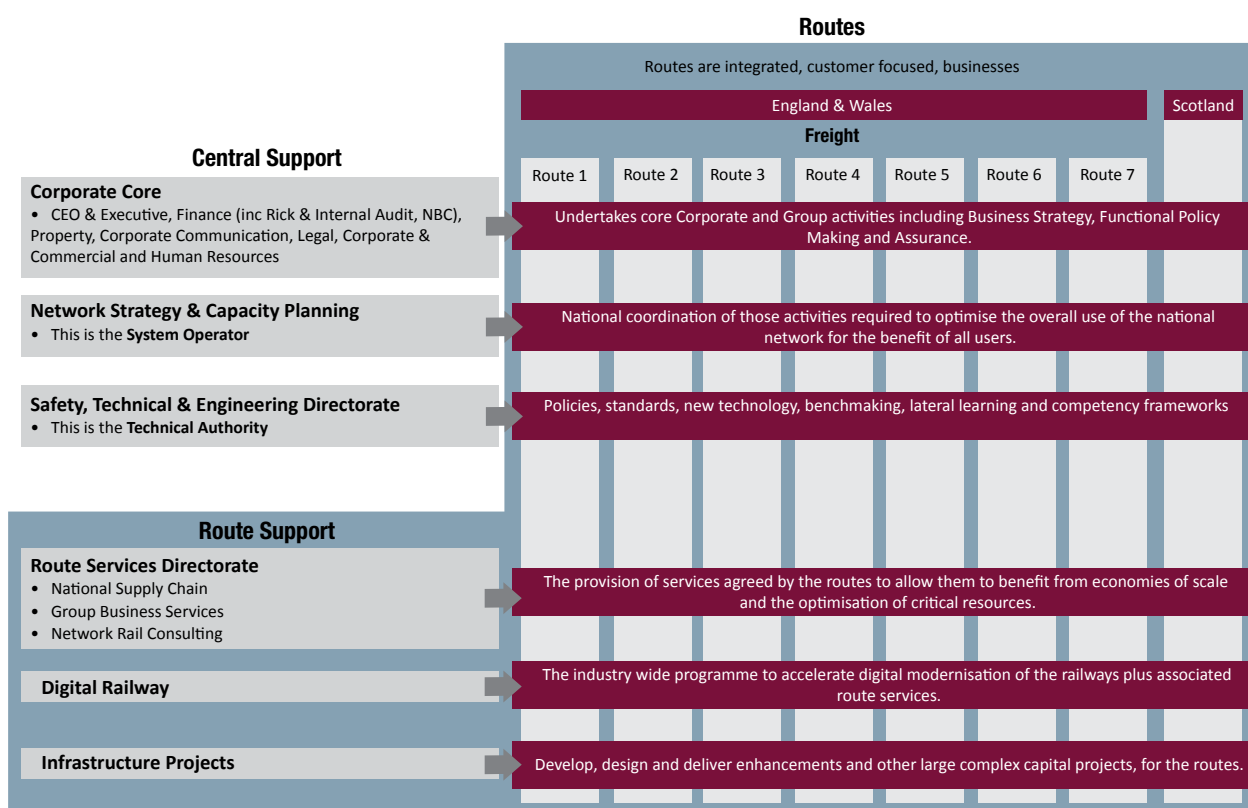 Routes
Routes are integrated, customer focused, businesses
England & Wales
Scotland
Freight
Route 1
Route 2
Route 3
Route 4
Route 5
Route 6
Route 7
Central Support
Corporate Core
• CEO & Executive, Finance (inc Rick & Internal Audit, NBC),
Property, Corporate Communication, Legal, Corporate &
Commercial and Human Resources
Undertakes core Corporate and Group activities including Business Strategy, Functional Policy
Making and Assurance.
Network Strategy & Capacity Planning
• This is the System Operator
National coordination of those activities required to optimise the overall use of the national
network for the benefit of all users.
Safety, Technical & Engineering Directorate
• This is the Technical Authority
Policies, standards, new technology, benchmaking, lateral learning and competency frameworks
Route Support
Route Services Directorate
• National Supply Chain
• Group Business Services
• Network Rail Consulting
The provision of services agreed by the routes to allow them to benefit from economies of scale
and the optimisation of critical resources.
Digital Railway
The industry wide programme to accelerate digital modernisation of the railways plus associated
route services.
Infrastructure Projects
Develop, design and deliver enhancements and other large complex capital projects, for the routes.